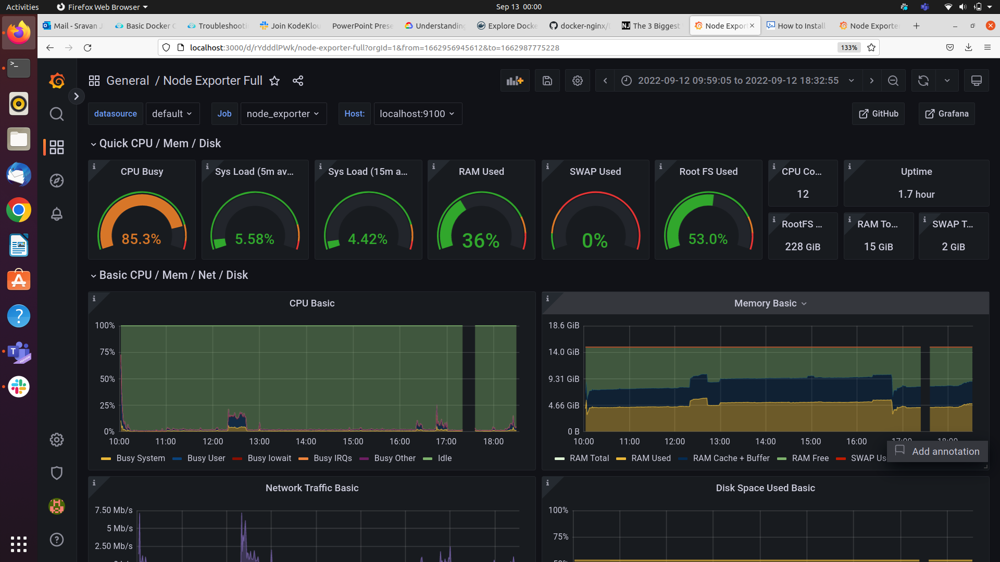 Activities
Firefox Web Browser
Sep 13 00:00
Mail - Sravan J
Basic Docker C
Troubleshooti
Join KodeKlou
PowerPoint Prese
Understanding
Explore Docke
docker-nginx/
The 3 Biggest
Node Expor
How to Install
Node Exporte
localhost:3000/d/rYdddlPWk/node-exporter-full?orgId=1&from=1662956945612&to=1662987775228
133%
General / Node Exporter Full
2022-09-12 09:59:05 to 2022-09-12 18:32:55
datasource
default
Job
node_exporter
Host:
localhost:9100
GitHub
Grafana
Quick CPU / Mem / Disk
CPU Busy
85.3%
Sys Load (5m av...
5.58%
Sys Load (15m a...
4.42%
RAM Used
36%
SWAP Used
0%
Root FS Used
53.0%
CPU Co...
12
Uptime
1.7 hour
RootFS ...
228 GiB
RAM To...
15 GiB
SWAP T...
2 GiB
Basic CPU / Mem / Net / Disk
CPU Basic
100%
75%
50%
25%
0%
10:00
11:00
12:00
13:00
14:00
15:00
16:00
17:00
18:00
Busy System
Busy User
Busy Iowait
Busy IRQs
Busy Other
Idle
Memory Basic
18.6 GiB
14.0 GiB
9.31 GiB
4.66 GiB
0 B
10:00
11:00
12:00
13:00
14:00
15:00
16:00
17:00
18:00
RAM Total
RAM Used
RAM Cache + Buffer
RAM Free
SWAP Us
Add annotation
Network Traffic Basic
7.50 Mb/s
5 Mb/s
2.50 Mb/s
Disk Space Used Basic
100%
75%